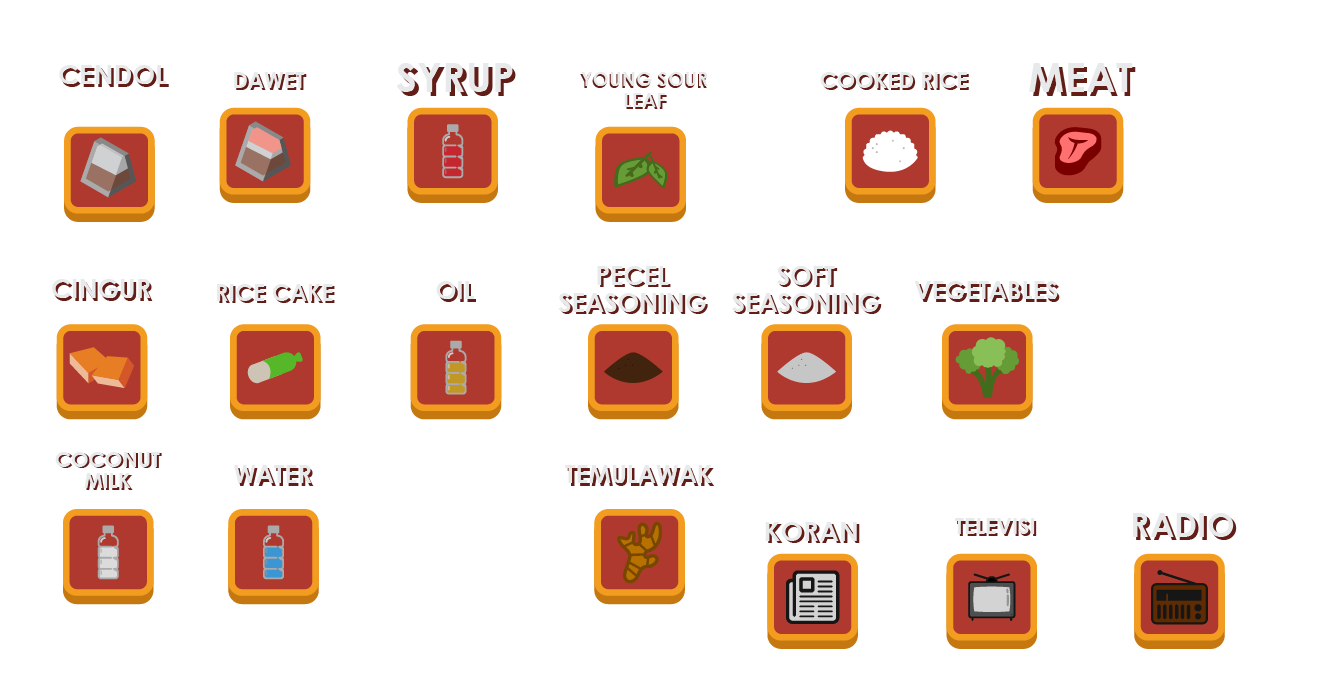 CENDOL
DAWET
SYRUP
YOUNG SOUR
LEAF
COOKED RICE
MEAT
CINGUR
RICE CAKE
OIL
PECEL
SEASONING
SOFT
SEASONING
VEGETABLES
COCONUT
MILK
WATER
TEMULAWAK
KORAN
TELEVISI
RADIO